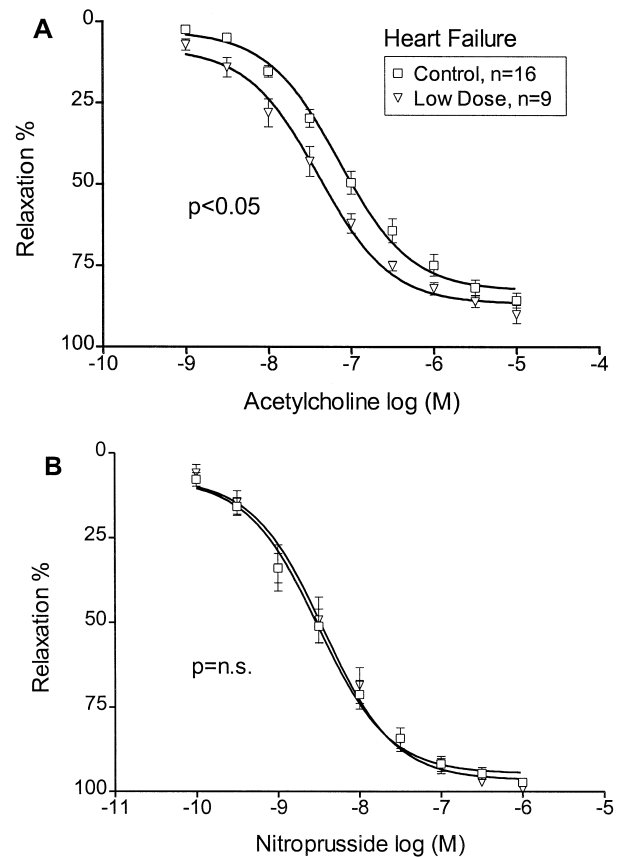 A
Heart Failure
Control, n=16
Low Dose, n=9
0
25
50
75
100
Relaxation %
p<0.05
-10 -9 -8 -7 -6 -5 -4
Acetylcholine log (M)
B
0
25
50
75
100
Relaxation %
p=n.s.
-11 -10 -9 -8 -7 -6 -5
Nitroprusside log (M)